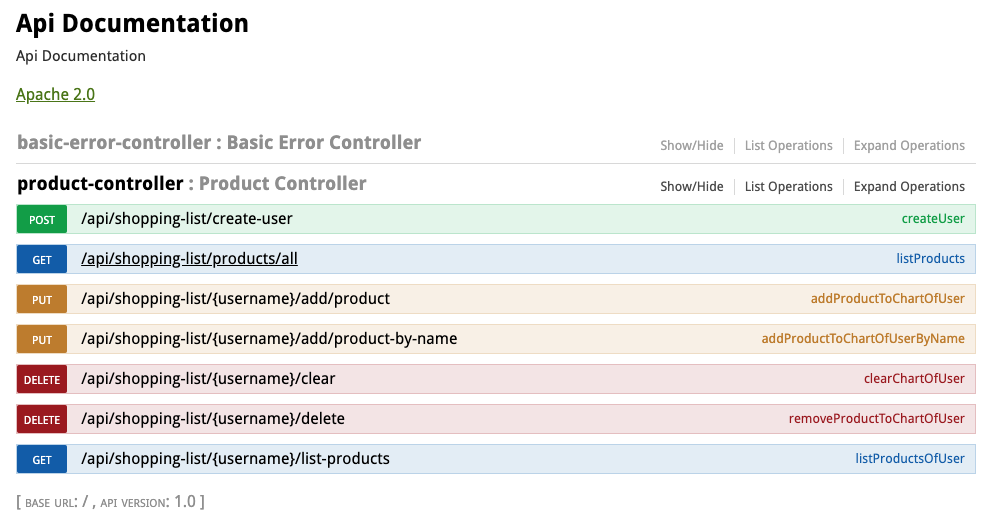 Api Documentation
Api Documentation
Apache 2.0
basic-error-controller : Basic Error Controller Show/Hide List Operations Expand Operations
product-controller : Product Controller Show/Hide List Operations Expand Operations
POST /api/shopping-list/create-user createUser
GET /api/shopping-list/products/all listProducts
PUT /api/shopping-list/{username}/add/product addProductToChartOfUser
PUT /api/shopping-list/{username}/add/product-by-name addProductToChartOfUserByName
DELETE /api/shopping-list/{username}/clear clearChartOfUser
DELETE /api/shopping-list/{username}/delete removeProductToChartOfUser
GET /api/shopping-list/{username}/list-products listProductsOfUser
[ BASE URL: / , API VERSION: 1.0 ]